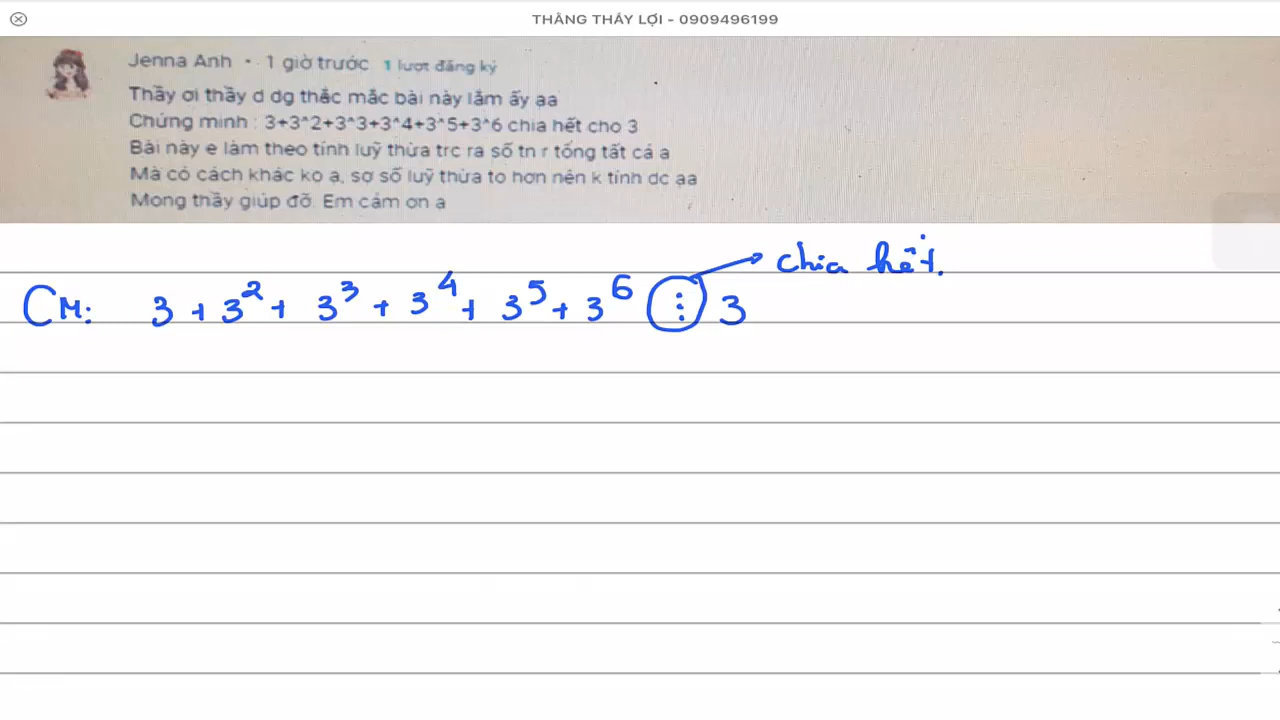 THẦNG THẦY LỢI - 0909496199
Jenna Anh · 1 giờ trước 1 lượt đăng ký
Thầy ơi thầy d dg thắc mắc bài này lắm ấy ạa
Chứng minh : 3+3^2+3^3+3^4+3^5+3^6 chia hết cho 3
Bài này e làm theo tính luỹ thừa trc ra số tn r tổng tất cả ạ
Mà có cách khác ko ạ, sợ số luỹ thừa to hơn nên k tính dc ạa
Mong thầy giúp đỡ. Em cảm ơn ạ
chia hết.
CM: 3 + 3² + 3³ + 3⁴ + 3⁵ + 3⁶ ⋮ 3